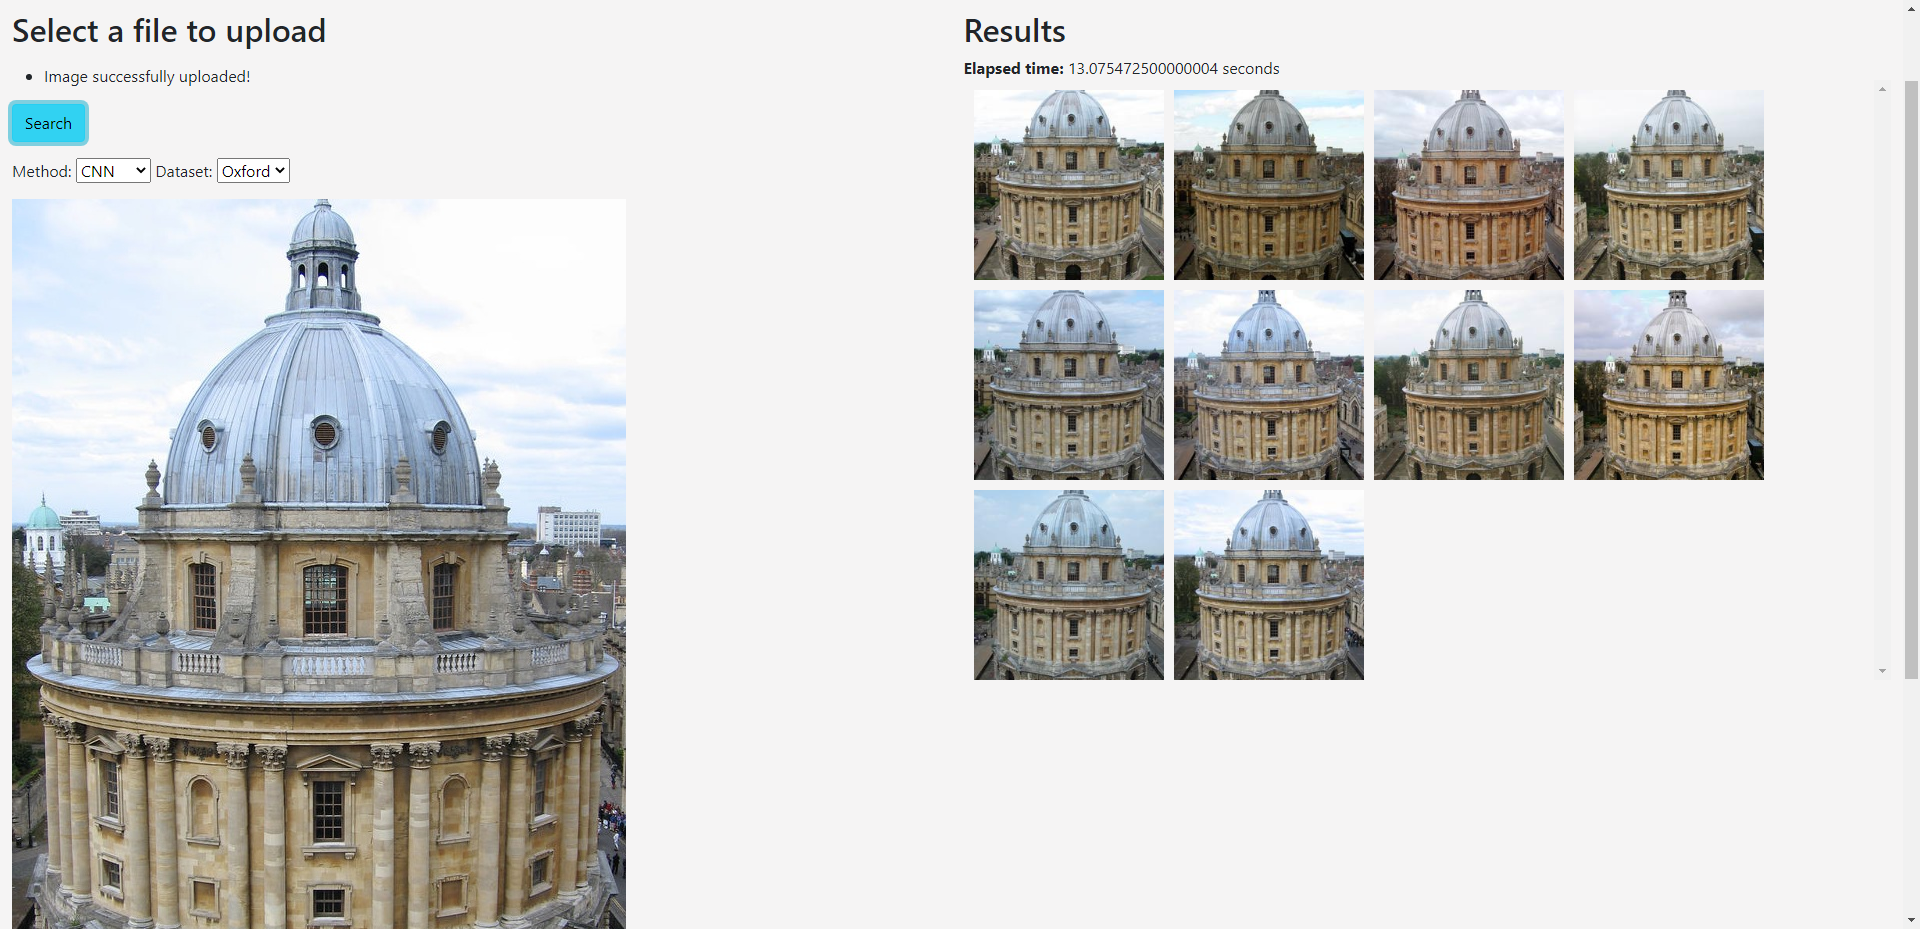 Select a file to upload
Image successfully uploaded!
Search
Method: CNN Dataset: Oxford
Results
Elapsed time: 13.075472500000004 seconds